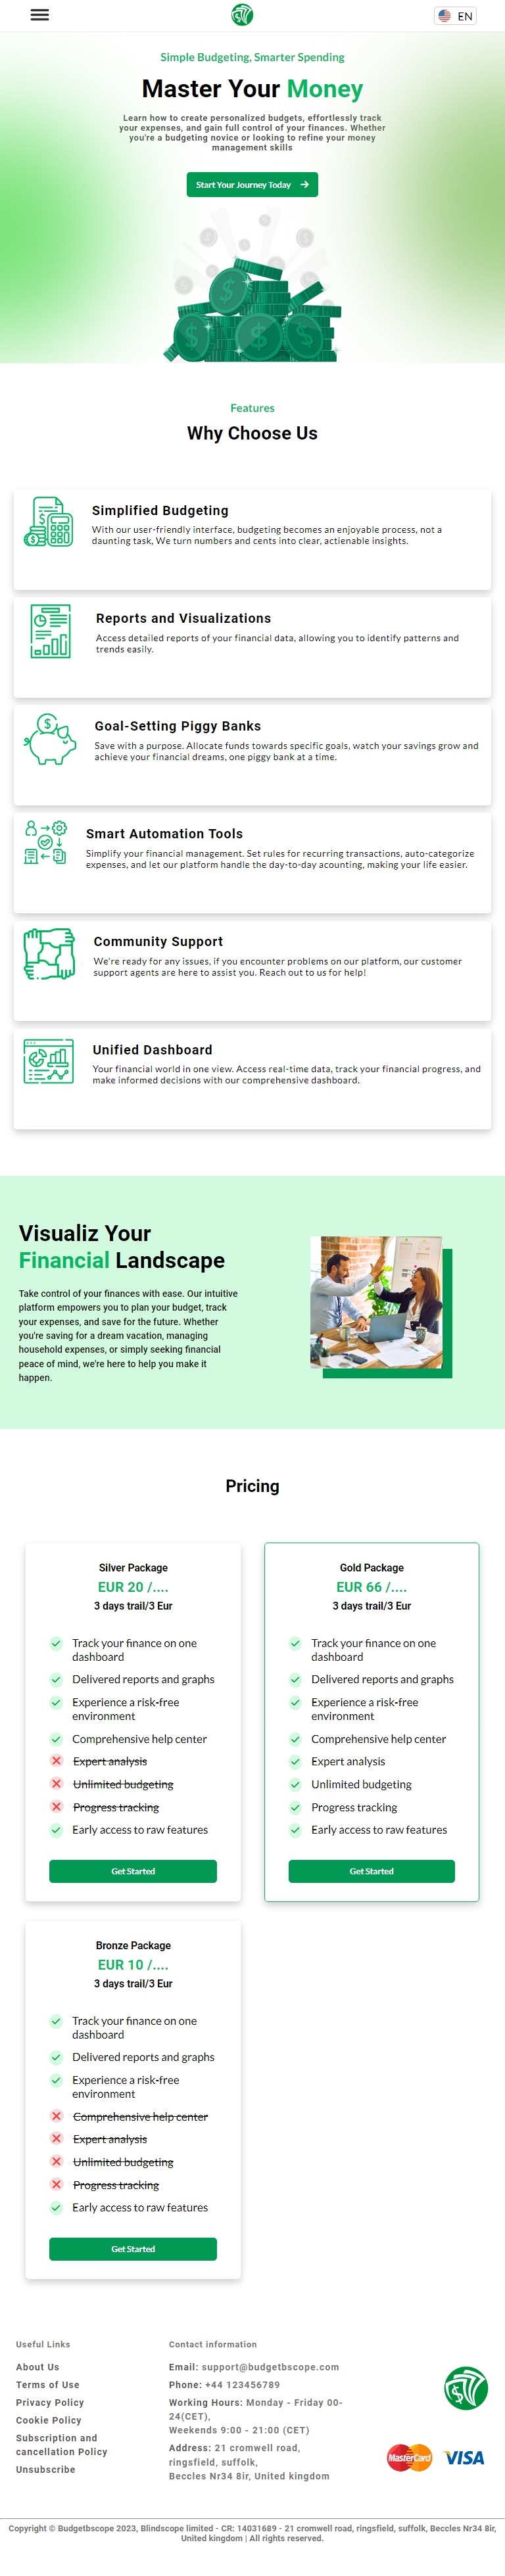 EN
Simple Budgeting, Smarter Spending
Master Your Money
Learn how to create personalized budgets, effortlessly track
your expenses, and gain full control of your finances. Whether
you're a budgeting novice or looking to refine your money
management skills
Start Your Journey Today
Features
Why Choose Us
Simplified Budgeting
With our user-friendly interface, budgeting becomes an enjoyable process, not a
daunting task, We turn numbers and cents into clear, actienable insights.
Reports and Visualizations
Access detailed reports of your financial data, allowing you to identify patterns and
trends easily.
Goal-Setting Piggy Banks
Save with a purpose. Allocate funds towards specific goals, watch your savings grow and
achieve your financial dreams, one piggy bank at a time.
Smart Automation Tools
Simplify your financial management. Set rules for recurring transactions, auto-categorize
expenses, and let our platform handle the day-to-day acounting, making your life easier.
Community Support
We're ready for any issues, if you encounter problems on our platform, our customer
support agents are here to assist you. Reach out to us for help!
Unified Dashboard
Your financial world in one view. Access real-time data, track your financial progress, and
make informed decisions with our comprehensive dashboard.
Visualiz Your
Financial Landscape
Take control of your finances with ease. Our intuitive
platform empowers you to plan your budget, track
your expenses, and save for the future. Whether
you're saving for a dream vacation, managing
household expenses, or simply seeking financial
peace of mind, we're here to help you make it
happen.
Pricing
Silver Package
EUR 20 /....
3 days trail/3 Eur
Track your finance on one
dashboard
Delivered reports and graphs
Experience a risk-free
environment
Comprehensive help center
Expert analysis
Unlimited budgeting
Progress tracking
Early access to raw features
Get Started
Gold Package
EUR 66 /....
3 days trail/3 Eur
Track your finance on one
dashboard
Delivered reports and graphs
Experience a risk-free
environment
Comprehensive help center
Expert analysis
Unlimited budgeting
Progress tracking
Early access to raw features
Get Started
Bronze Package
EUR 10 /....
3 days trail/3 Eur
Track your finance on one
dashboard
Delivered reports and graphs
Experience a risk-free
environment
Comprehensive help center
Expert analysis
Unlimited budgeting
Progress tracking
Early access to raw features
Get Started
Useful Links
About Us
Terms of Use
Privacy Policy
Cookie Policy
Subscription and
cancellation Policy
Unsubscribe
Contact information
Email: support@budgetbscope.com
Phone: +44 123456789
Working Hours: Monday - Friday 00-
24(CET),
Weekends 9:00 - 21:00 (CET)
Address: 21 cromwell road,
ringsfield, suffolk,
Beccles Nr34 8ir, United kingdom
MasterCard
VISA
Copyright © Budgetbscope 2023, Blindscope limited - CR: 14031689 - 21 cromwell road, ringsfield, suffolk, Beccles Nr34 8ir,
United kingdom | All rights reserved.